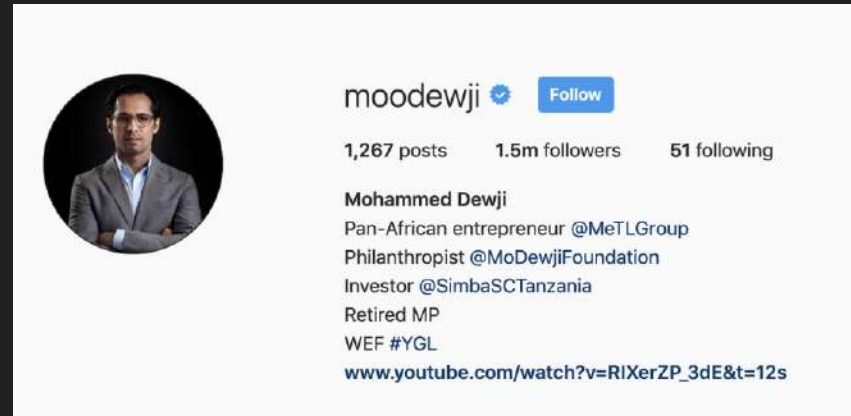 moodewji Follow
1,267 posts 1.5m followers 51 following
Mohammed Dewji
Pan-African entrepreneur @MeTLGroup
Philanthropist @MoDewjiFoundation
Investor @SimbaSCTanzania
Retired MP
WEF #YGL
www.youtube.com/watch?v=RIXerZP_3dE&t=12s